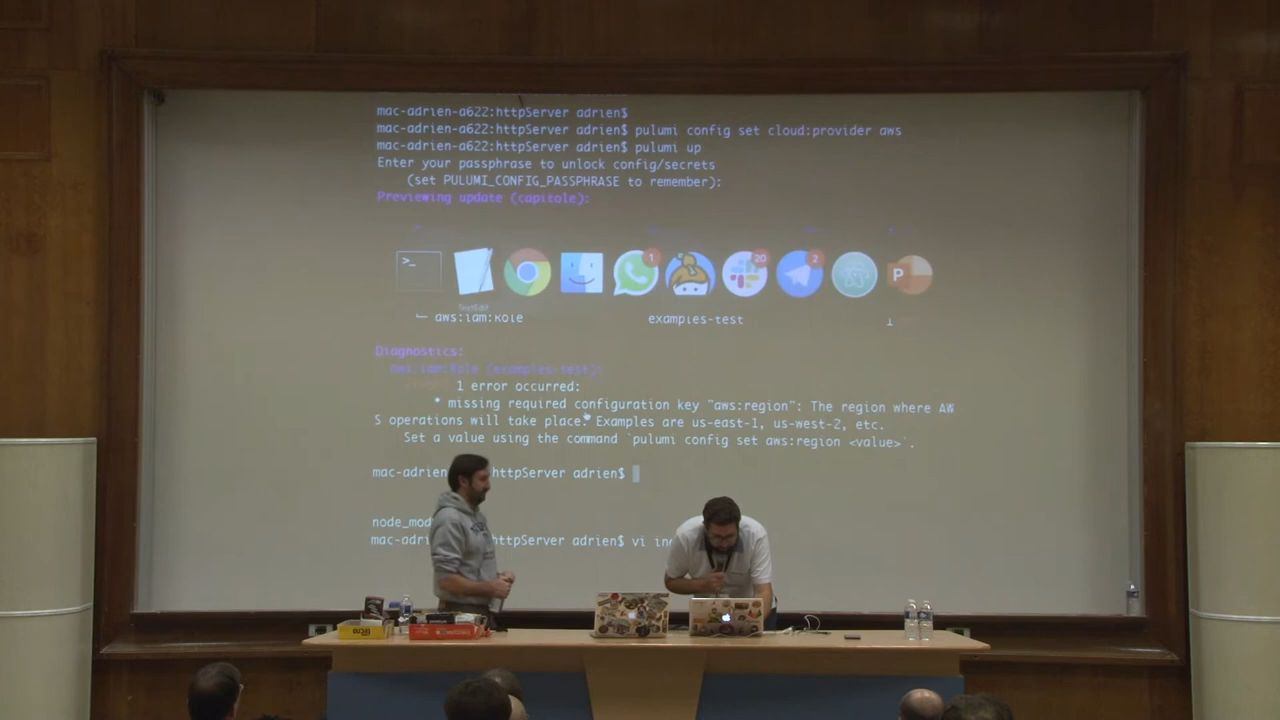 mac-adrien-a622:httpServer adrien$
mac-adrien-a622:httpServer adrien$ pulumi config set cloud:provider aws
mac-adrien-a622:httpServer adrien$ pulumi up
Enter your passphrase to unlock config/secrets
(set PULUMI_CONFIG_PASSPHRASE to remember):
Previewing update (capitole):
>_
1
20
2
P
TextEdit
aws:iam:Role examples-test 1
Diagnostics:
aws:iam:Role (examples-test):
1 error occurred:
* missing required configuration key "aws:region": The region where AW
S operations will take place. Examples are us-east-1, us-west-2, etc.
Set a value using the command `pulumi config set aws:region <value>`.
mac-adrien httpServer adrien$
node_mod
mac-adri httpServer adrien$ vi in